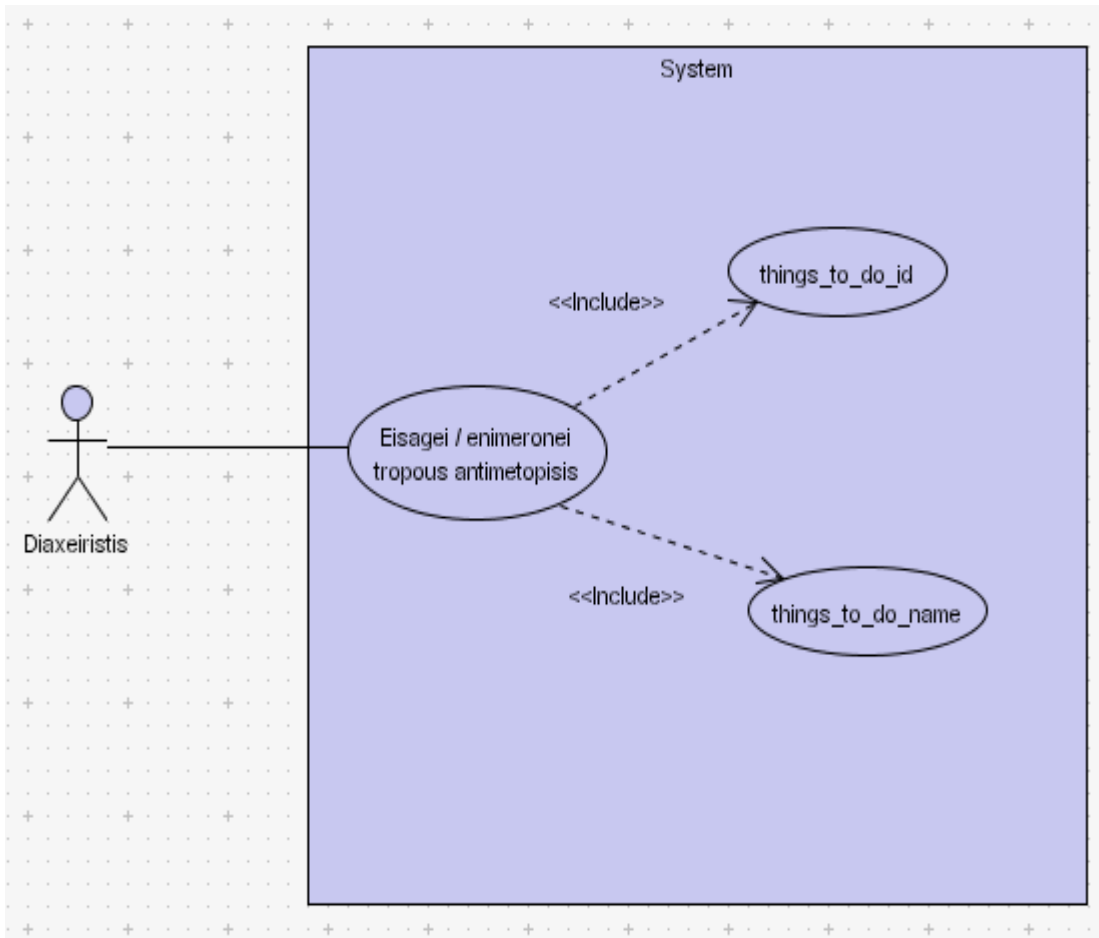 System
things_to_do_id
<<Include>>
Eisagei / enimeronei
tropous antimetopisis
Diaxeiristis
<<Include>>
things_to_do_name